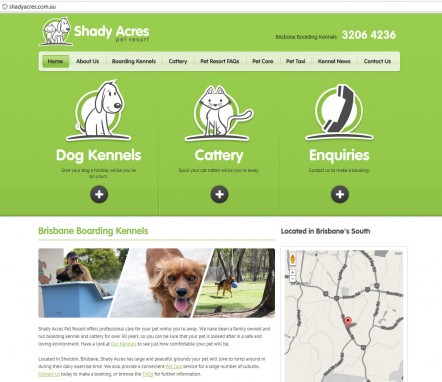 shadyacres.com.au
Shady Acres
pet resort
Brisbane Boarding Kennels 3206 4236
Home About Us Boarding Kennels Cattery Pet Resort FAQs Pet Care Pet Taxi Kennel News Contact Us
Dog Kennels Cattery Enquiries
Give your dog a holiday while you're Spoil your cat rotten while you're away. Contact us to make a booking.
on yours.
Brisbane Boarding Kennels Located in Brisbane's South
Shady Acres Pet Resort offers professional care for your pet while you're away. We have been a family owned and
run boarding kennel and cattery for over 30 years, so you can be sure that your pet is looked after in a safe and
loving environment. Have a look at Our Kennels to see just how comfortable your pet will be.
Located in Sheldon, Brisbane, Shady Acres has large and peaceful grounds your pet will love to romp around in
during their daily exercise time. We also provide a convenient Pet Taxi service for a large number of suburbs.
Contact Us today to make a booking, or browse the FAQs for further information.